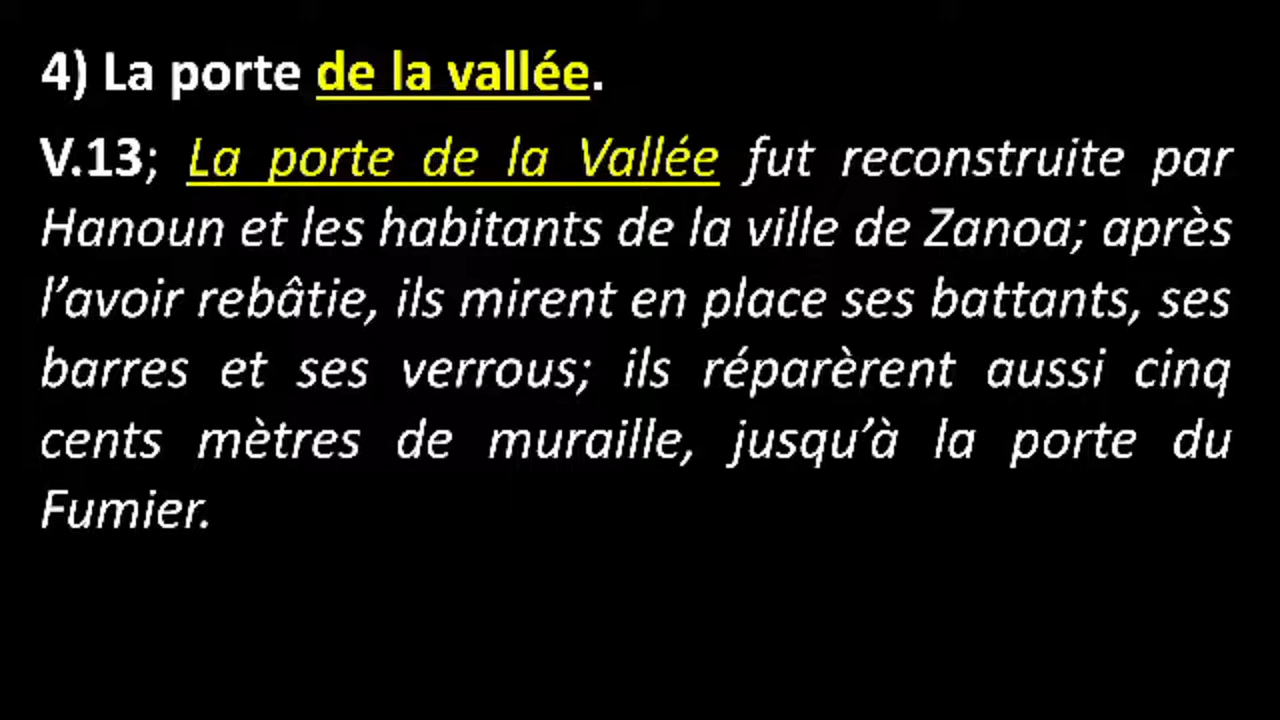 4) La porte de la vallée.
V.13; La porte de la Vallée fut reconstruite par
Hanoun et les habitants de la ville de Zanoa; après
l’avoir rebâtie, ils mirent en place ses battants, ses
barres et ses verrous; ils réparèrent aussi cinq
cents mètres de muraille, jusqu’à la porte du
Fumier.